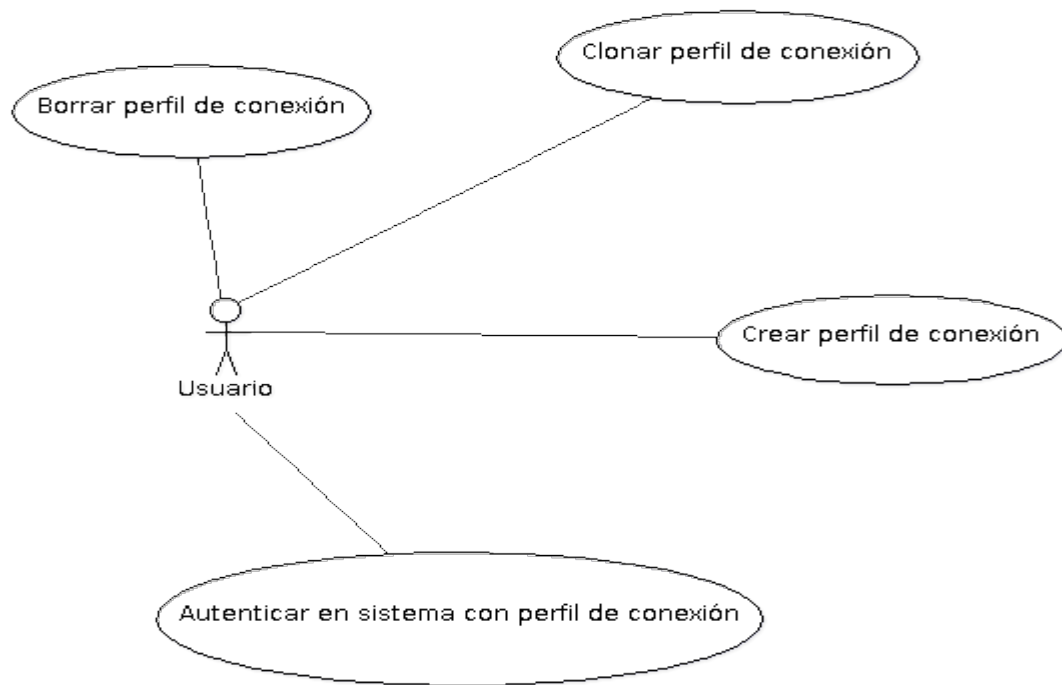 Clonar perfil de conexión
Borrar perfil de conexión
Crear perfil de conexión
Usuario
Autenticar en sistema con perfil de conexión